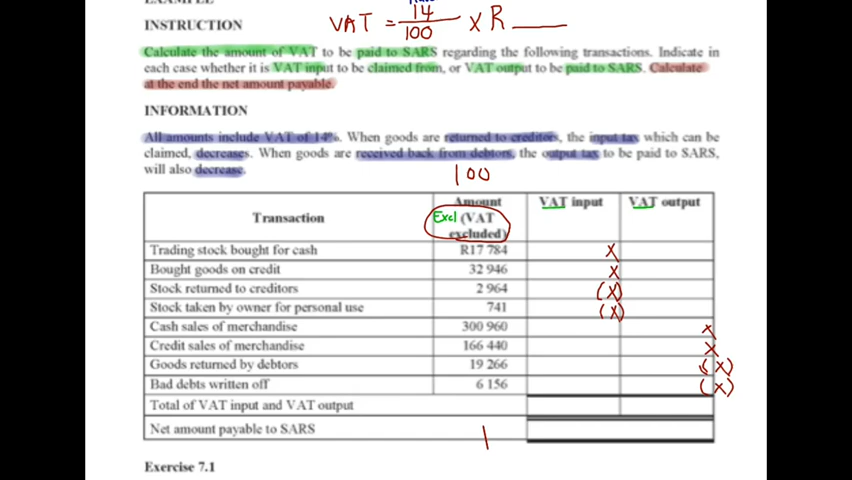 INSTRUCTION
VAT = 14/100 × R ____
Calculate the amount of VAT to be paid to SARS regarding the following transactions. Indicate in
each case whether it is VAT input to be claimed from, or VAT output to be paid to SARS. Calculate
at the end the net amount payable.
INFORMATION
All amounts include VAT of 14%. When goods are returned to creditors, the input tax which can be
claimed, decreases. When goods are received back from debtors, the output tax to be paid to SARS,
will also decrease.
100
Transaction Amount Excl (VAT excluded) VAT input VAT output
Trading stock bought for cash R17 784 X
Bought goods on credit 32 946 X
Stock returned to creditors 2 964 (X)
Stock taken by owner for personal use 741 (X)
Cash sales of merchandise 300 960 X
Credit sales of merchandise 166 440 X
Goods returned by debtors 19 266 (X)
Bad debts written off 6 156 (X)
Total of VAT input and VAT output
Net amount payable to SARS
Exercise 7.1